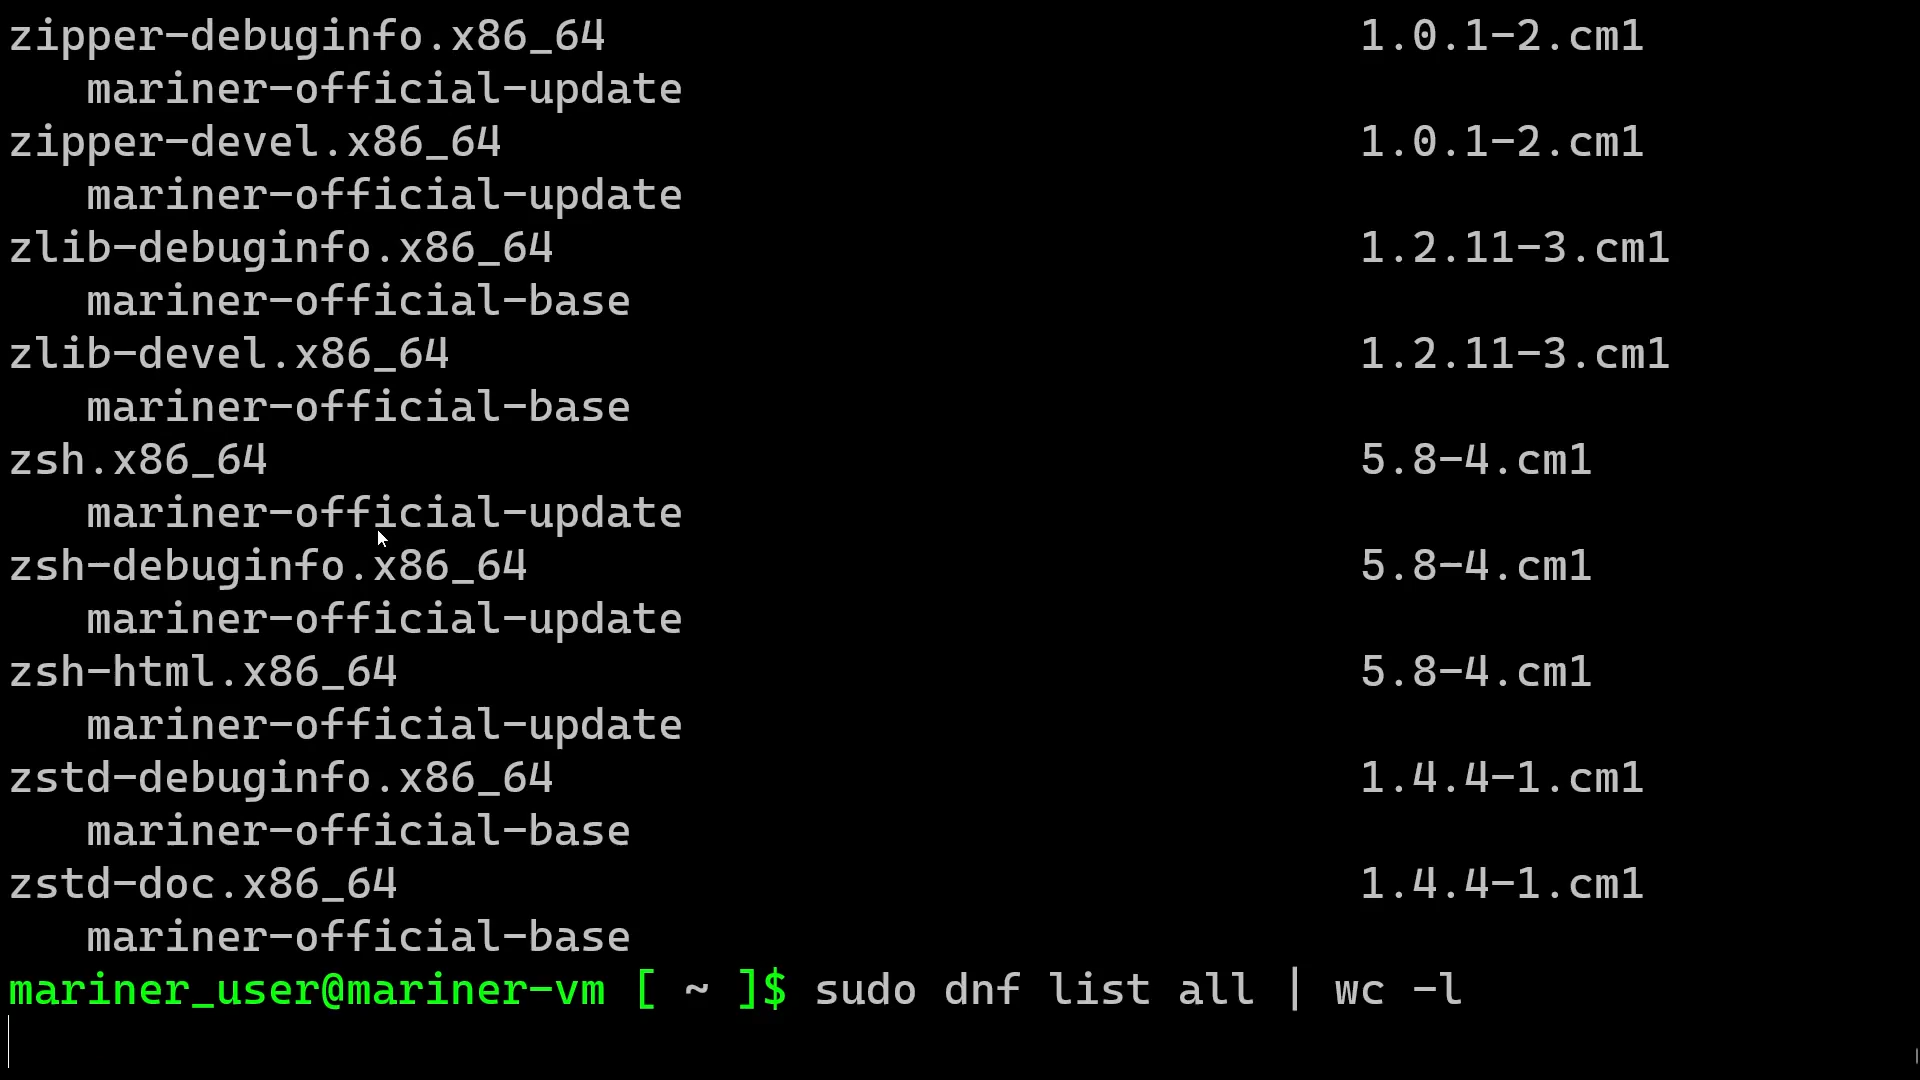 zipper-debuginfo.x86_64 1.0.1-2.cm1
mariner-official-update
zipper-devel.x86_64 1.0.1-2.cm1
mariner-official-update
zlib-debuginfo.x86_64 1.2.11-3.cm1
mariner-official-base
zlib-devel.x86_64 1.2.11-3.cm1
mariner-official-base
zsh.x86_64 5.8-4.cm1
mariner-official-update
zsh-debuginfo.x86_64 5.8-4.cm1
mariner-official-update
zsh-html.x86_64 5.8-4.cm1
mariner-official-update
zstd-debuginfo.x86_64 1.4.4-1.cm1
mariner-official-base
zstd-doc.x86_64 1.4.4-1.cm1
mariner-official-base
mariner_user@mariner-vm [ ~ ]$ sudo dnf list all | wc -l